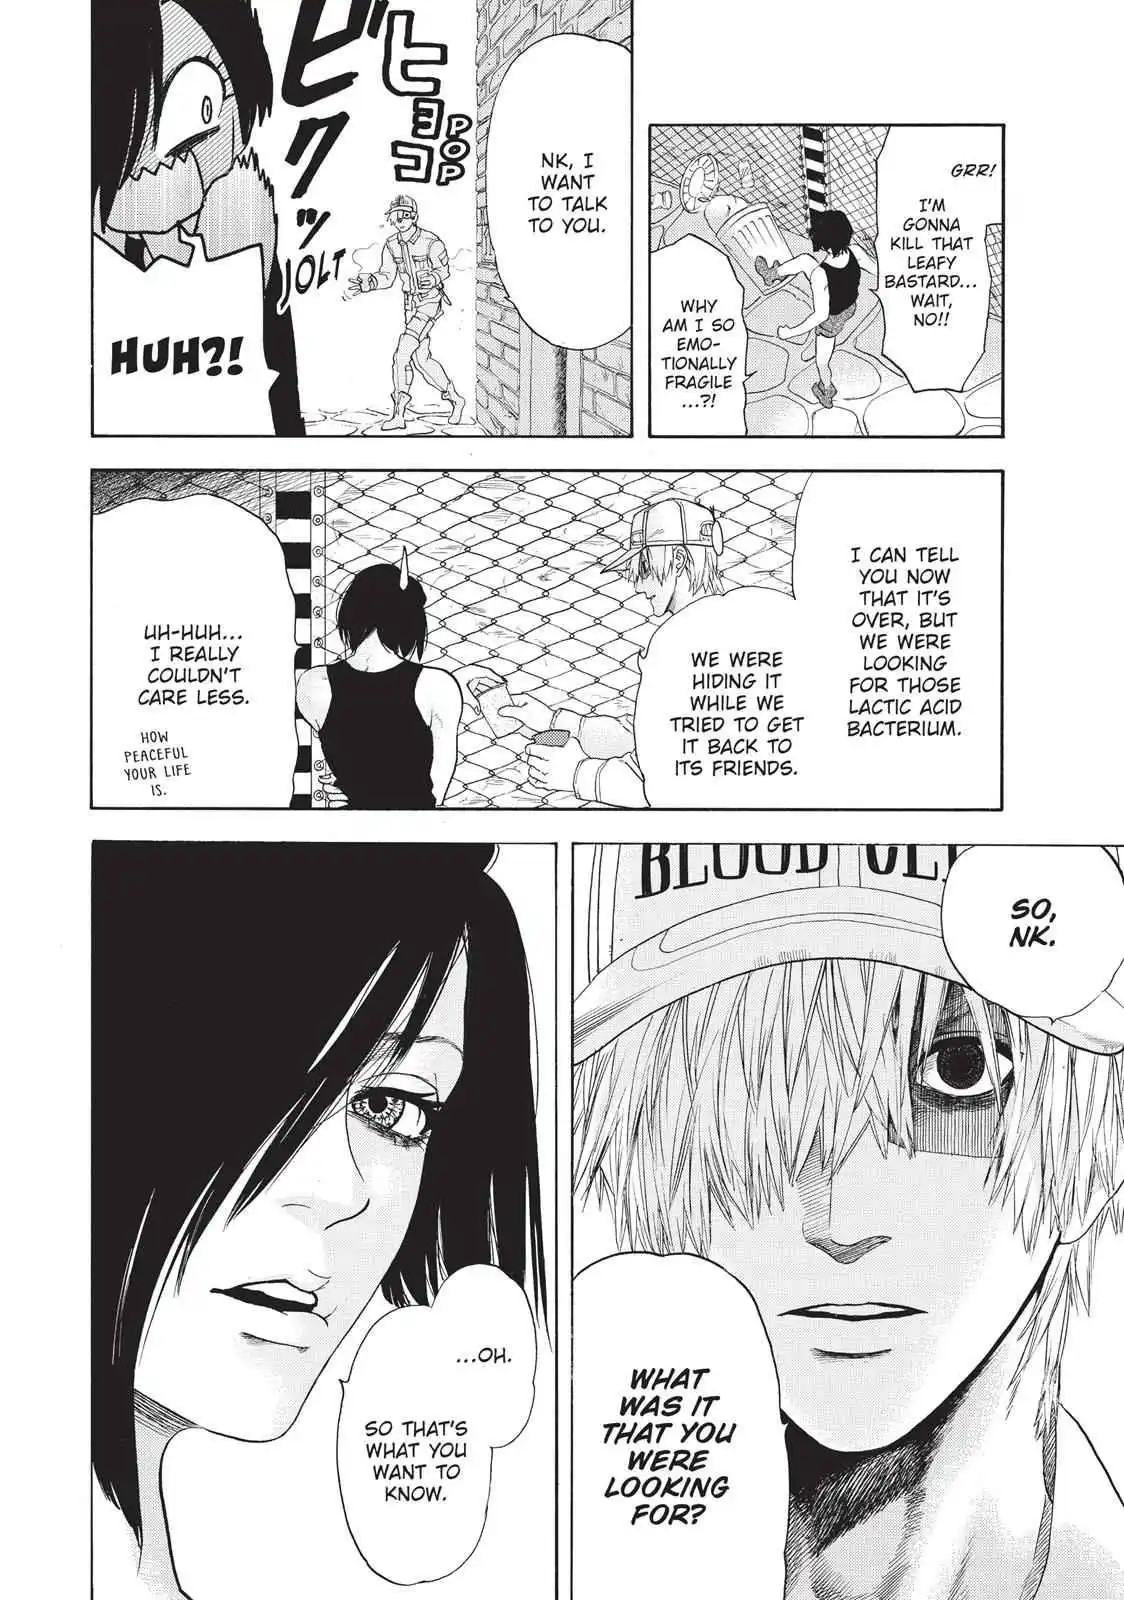 GRR!
I'M
GONNA
KILL THAT
LEAFY
BASTARD...
WAIT,
NO!!
WHY
AM I SO
EMO-
TIONALLY
FRAGILE
...?!
NK, I
WANT
TO TALK
TO YOU.
ヒョコ
POP
ビクッ
JOLT
HUH?!
I CAN TELL
YOU NOW
THAT IT'S
OVER, BUT
WE WERE
LOOKING
FOR THOSE
LACTIC ACID
BACTERIUM.
WE WERE
HIDING IT
WHILE WE
TRIED TO GET
IT BACK TO
ITS FRIENDS.
UH-HUH...
I REALLY
COULDN'T
CARE LESS.
HOW
PEACEFUL
YOUR LIFE
IS.
BLOOD CEL
SO,
NK.
WHAT
WAS IT
THAT YOU
WERE
LOOKING
FOR?
...OH.
SO THAT'S
WHAT YOU
WANT TO
KNOW.